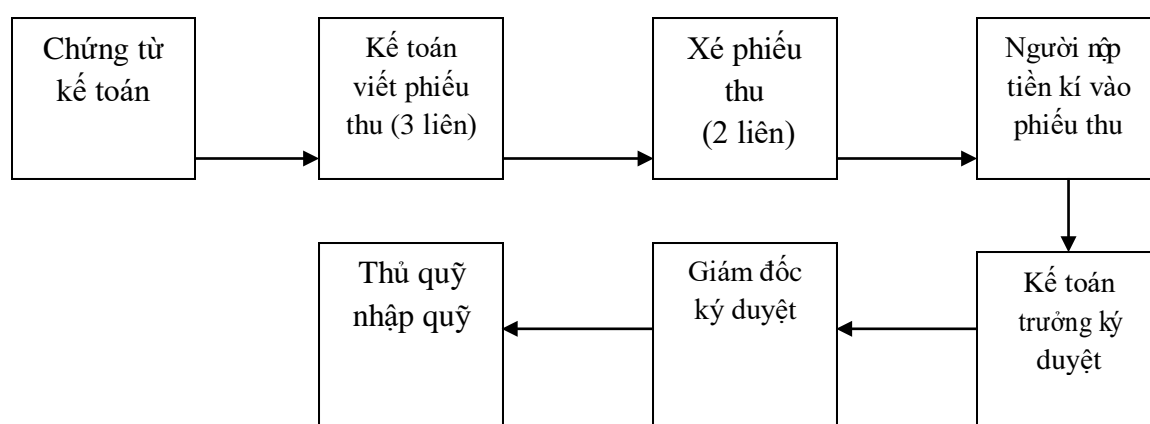 Chứng từ
kế toán
Kế toán
viết phiếu
thu (3 liên)
Xé phiếu
thu
(2 liên)
Người nộp
tiền kí vào
phiếu thu
Thủ quỹ
nhập quỹ
Giám đốc
ký duyệt
Kế toán
trưởng ký
duyệt